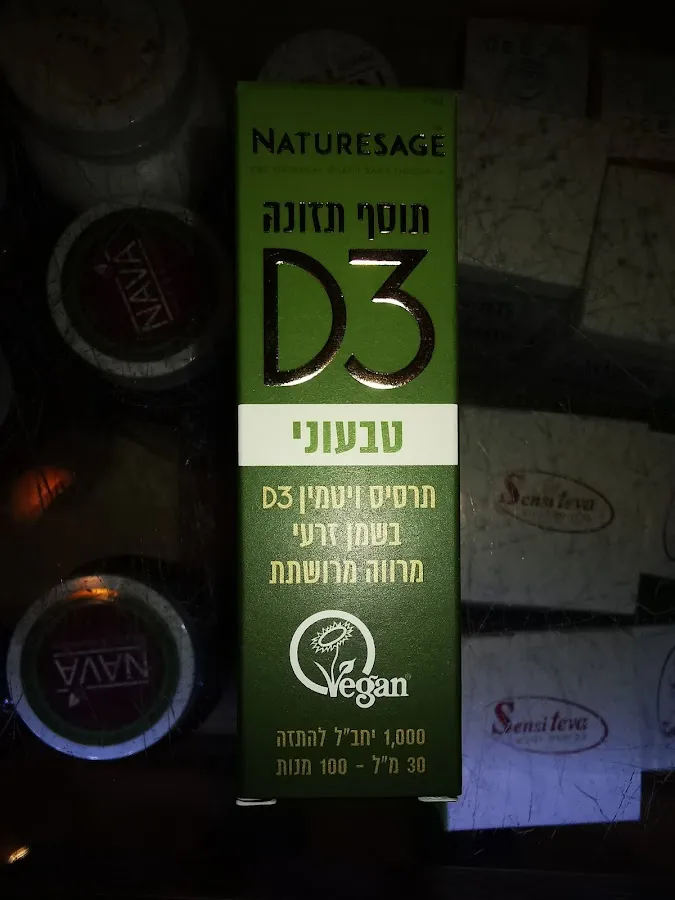 NATURESAGE
תוסף תזונה
D3
טבעוני
תרסיס ויטמין D3
בשמן זרעי
מרווה מרושתת
Vegan
1,000 יחב"ל להתזה
30 מ"ל - 100 מנות
NAVA
NAVA
Sensi teva
Sensi teva